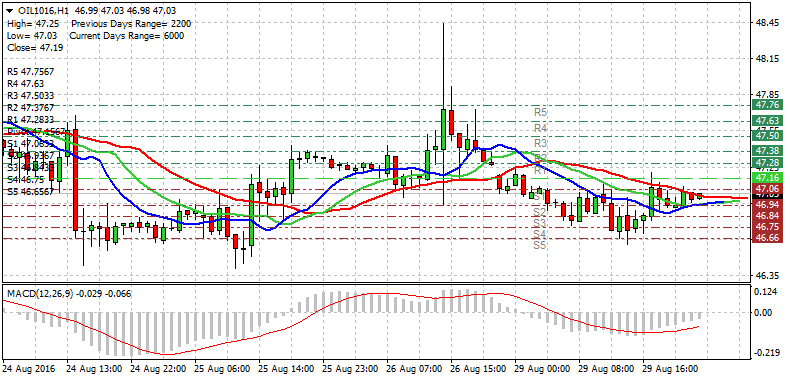 OIL1016,H1 46.99 47.03 46.98 47.03
High= 47.25 Previous Days Range= 2200
Low= 47.03 Current Days Range= 6000
Close= 47.19
R5 47.7567
R4 47.63
R3 47.5033
R2 47.3767
R1 47.2833
Pivot 47.1567
S1 47.0633
S2 46.9367
S3
S4 46.75
S5 46.6567
R5
R4
R3
R1
S1
S2
S3
S4
S5
48.45
48.15
47.85
47.76
47.63
47.50
47.38
47.28
47.16
47.06
46.94
46.84
46.75
46.66
46.35
MACD(12,26,9) -0.029 -0.066
0.124
0.00
-0.219
24 Aug 2016
24 Aug 13:00
24 Aug 22:00
25 Aug 06:00
25 Aug 14:00
25 Aug 23:00
26 Aug 07:00
26 Aug 15:00
29 Aug 00:00
29 Aug 08:00
29 Aug 16:00